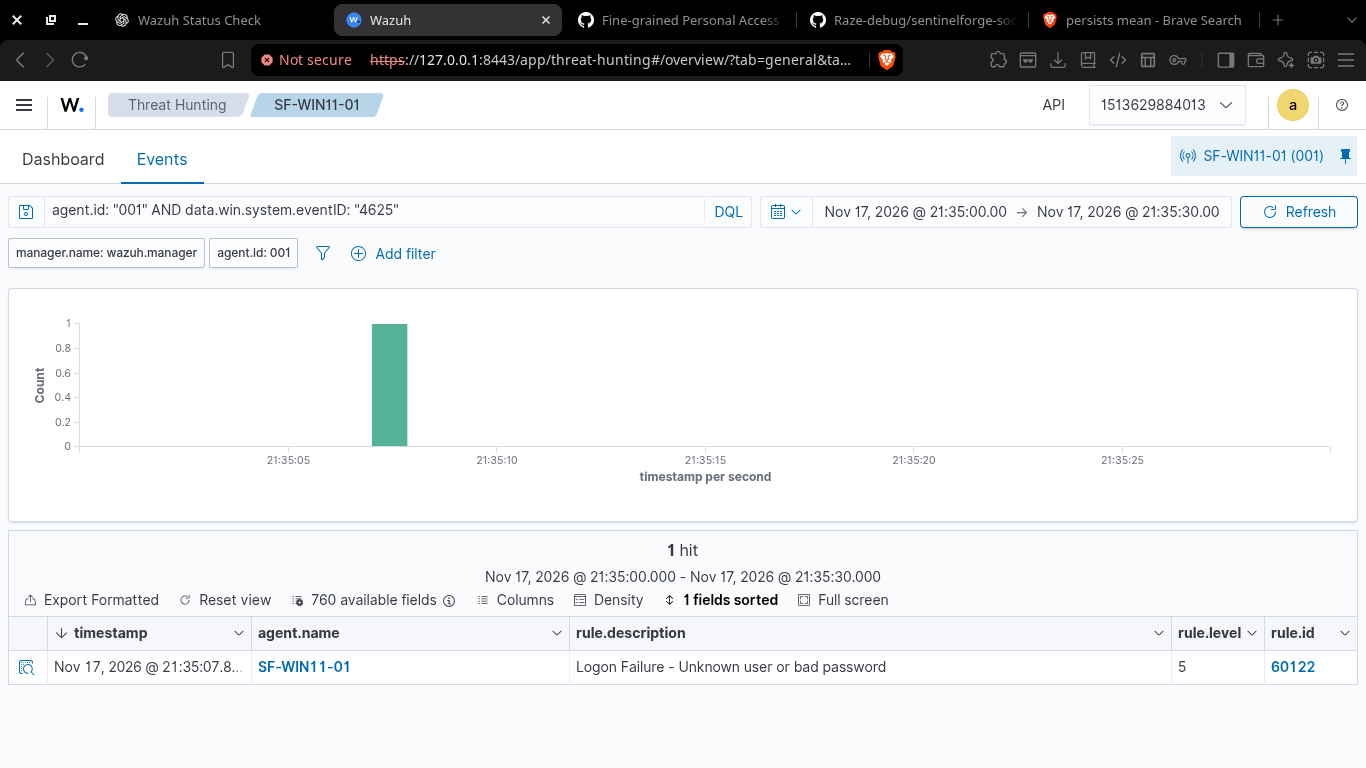 Wazuh Status Check
Wazuh
Fine-grained Personal Access
Raze-debug/sentinelforge-soc
persists mean - Brave Search
Not secure https://127.0.0.1:8443/app/threat-hunting#/overview/?tab=general&ta...
W.
Threat Hunting
SF-WIN11-01
API
1513629884013
a
Dashboard
Events
SF-WIN11-01 (001)
agent.id: "001" AND data.win.system.eventID: "4625"
DQL
Nov 17, 2026 @ 21:35:00.00 → Nov 17, 2026 @ 21:35:30.00
Refresh
manager.name: wazuh.manager
agent.id: 001
Add filter
1
0.8
0.6
0.4
0.2
0
Count
21:35:05
21:35:10
21:35:15
21:35:20
21:35:25
timestamp per second
1 hit
Nov 17, 2026 @ 21:35:00.000 - Nov 17, 2026 @ 21:35:30.000
Export Formatted
Reset view
760 available fields
Columns
Density
1 fields sorted
Full screen
timestamp
agent.name
rule.description
rule.level
rule.id
Nov 17, 2026 @ 21:35:07.8...
SF-WIN11-01
Logon Failure - Unknown user or bad password
5
60122